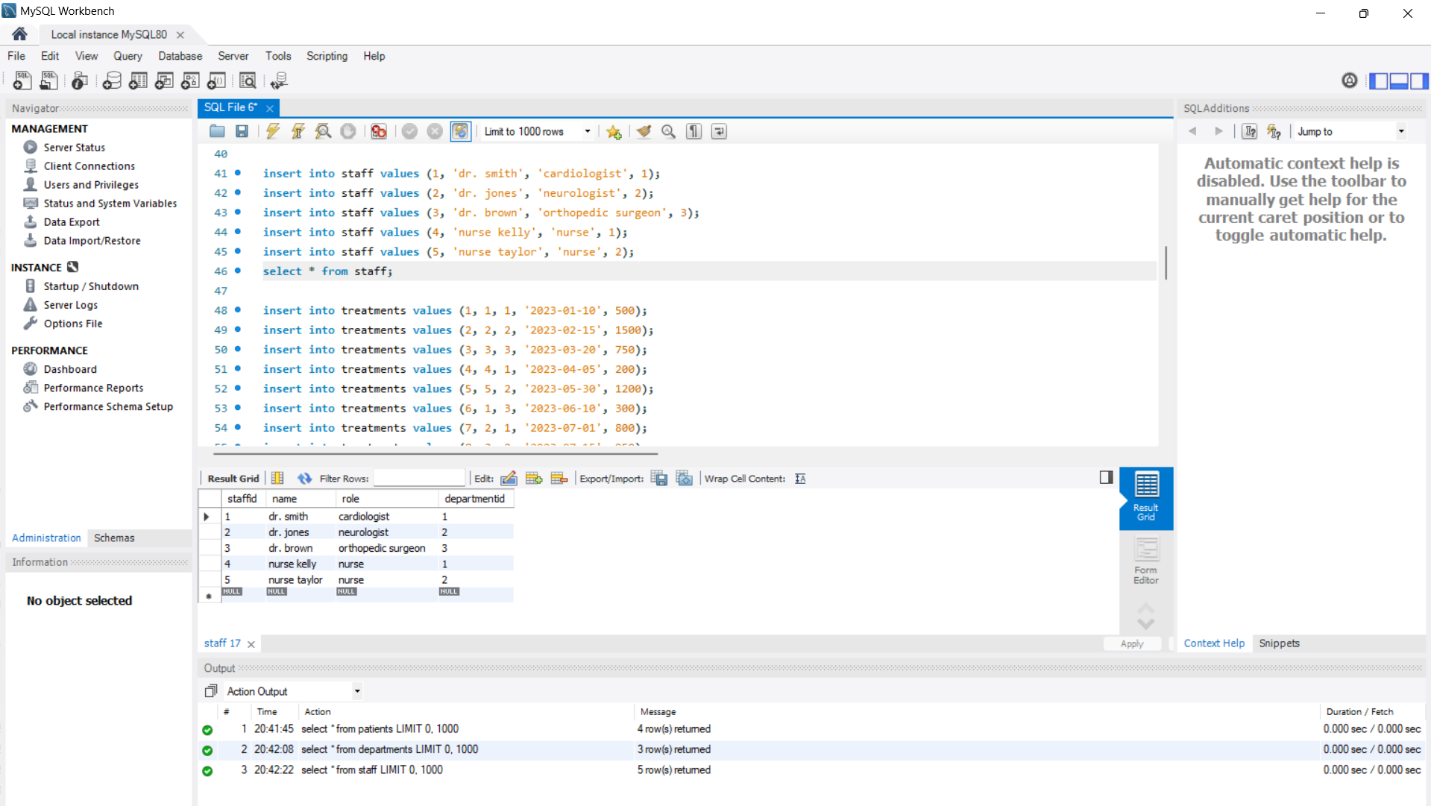 MySQL Workbench
Local instance MySQL80
File Edit View Query Database Server Tools Scripting Help
Navigator
MANAGEMENT
Server Status
Client Connections
Users and Privileges
Status and System Variables
Data Export
Data Import/Restore
INSTANCE
Startup / Shutdown
Server Logs
Options File
PERFORMANCE
Dashboard
Performance Reports
Performance Schema Setup
Administration Schemas
Information
No object selected
SQL File 6*
Limit to 1000 rows
40
41 insert into staff values (1, 'dr. smith', 'cardiologist', 1);
42 insert into staff values (2, 'dr. jones', 'neurologist', 2);
43 insert into staff values (3, 'dr. brown', 'orthopedic surgeon', 3);
44 insert into staff values (4, 'nurse kelly', 'nurse', 1);
45 insert into staff values (5, 'nurse taylor', 'nurse', 2);
46 select * from staff;
47
48 insert into treatments values (1, 1, 1, '2023-01-10', 500);
49 insert into treatments values (2, 2, 2, '2023-02-15', 1500);
50 insert into treatments values (3, 3, 3, '2023-03-20', 750);
51 insert into treatments values (4, 4, 1, '2023-04-05', 200);
52 insert into treatments values (5, 5, 2, '2023-05-30', 1200);
53 insert into treatments values (6, 1, 3, '2023-06-10', 300);
54 insert into treatments values (7, 2, 1, '2023-07-01', 800);
Result Grid Filter Rows: Edit: Export/Import: Wrap Cell Content:
staffid name role departmentid
1 dr. smith cardiologist 1
2 dr. jones neurologist 2
3 dr. brown orthopedic surgeon 3
4 nurse kelly nurse 1
5 nurse taylor nurse 2
NULL NULL NULL NULL
Result
Grid
Form
Editor
staff 17
Apply
Output
Action Output
# Time Action Message Duration / Fetch
1 20:41:45 select * from patients LIMIT 0, 1000 4 row(s) returned 0.000 sec / 0.000 sec
2 20:42:08 select * from departments LIMIT 0, 1000 3 row(s) returned 0.000 sec / 0.000 sec
3 20:42:22 select * from staff LIMIT 0, 1000 5 row(s) returned 0.000 sec / 0.000 sec
SQLAdditions
Jump to
Automatic context help is
disabled. Use the toolbar to
manually get help for the
current caret position or to
toggle automatic help.
Context Help Snippets